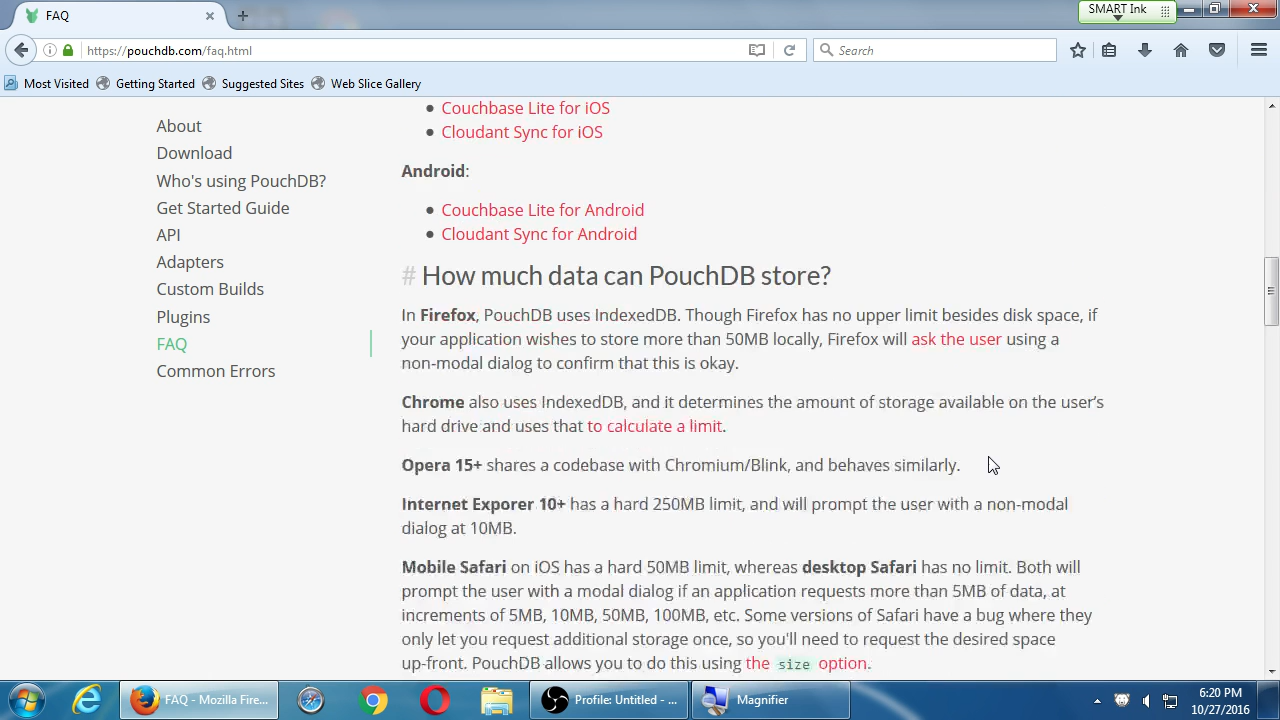 FAQ
SMART Ink
https://pouchdb.com/faq.html
Search
Most Visited
Getting Started
Suggested Sites
Web Slice Gallery
About
Download
Who's using PouchDB?
Get Started Guide
API
Adapters
Custom Builds
Plugins
FAQ
Common Errors
Couchbase Lite for iOS
Cloudant Sync for iOS
Android:
Couchbase Lite for Android
Cloudant Sync for Android
# How much data can PouchDB store?
In Firefox, PouchDB uses IndexedDB. Though Firefox has no upper limit besides disk space, if
your application wishes to store more than 50MB locally, Firefox will ask the user using a
non-modal dialog to confirm that this is okay.
Chrome also uses IndexedDB, and it determines the amount of storage available on the user’s
hard drive and uses that to calculate a limit.
Opera 15+ shares a codebase with Chromium/Blink, and behaves similarly.
Internet Exporer 10+ has a hard 250MB limit, and will prompt the user with a non-modal
dialog at 10MB.
Mobile Safari on iOS has a hard 50MB limit, whereas desktop Safari has no limit. Both will
prompt the user with a modal dialog if an application requests more than 5MB of data, at
increments of 5MB, 10MB, 50MB, 100MB, etc. Some versions of Safari have a bug where they
only let you request additional storage once, so you'll need to request the desired space
up-front. PouchDB allows you to do this using the size option.
FAQ - Mozilla Fire...
Profile: Untitled - ...
Magnifier
6:20 PM
10/27/2016